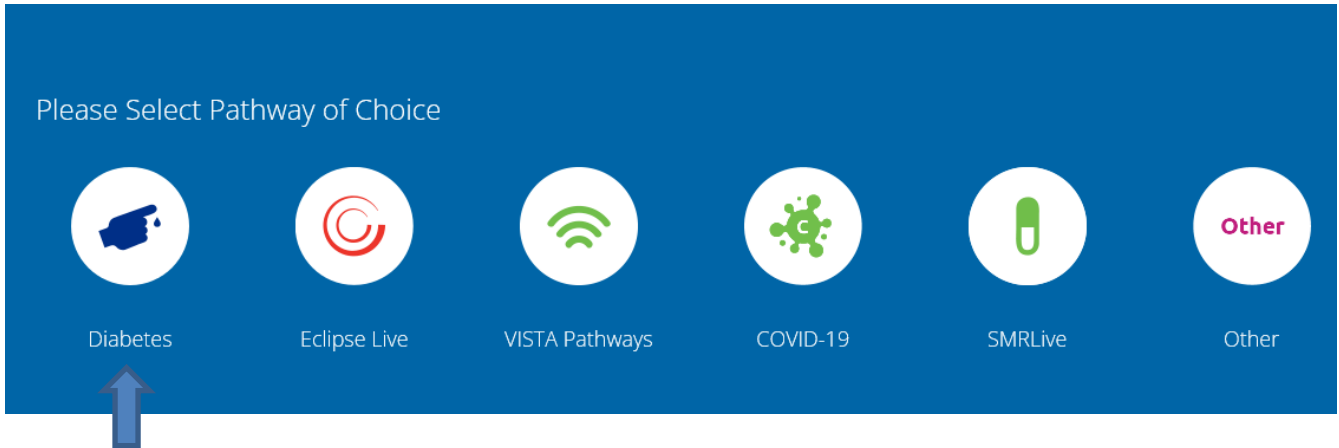 Please Select Pathway of Choice
C
Other
Diabetes
Eclipse Live
VISTA Pathways
COVID-19
SMRLive
Other